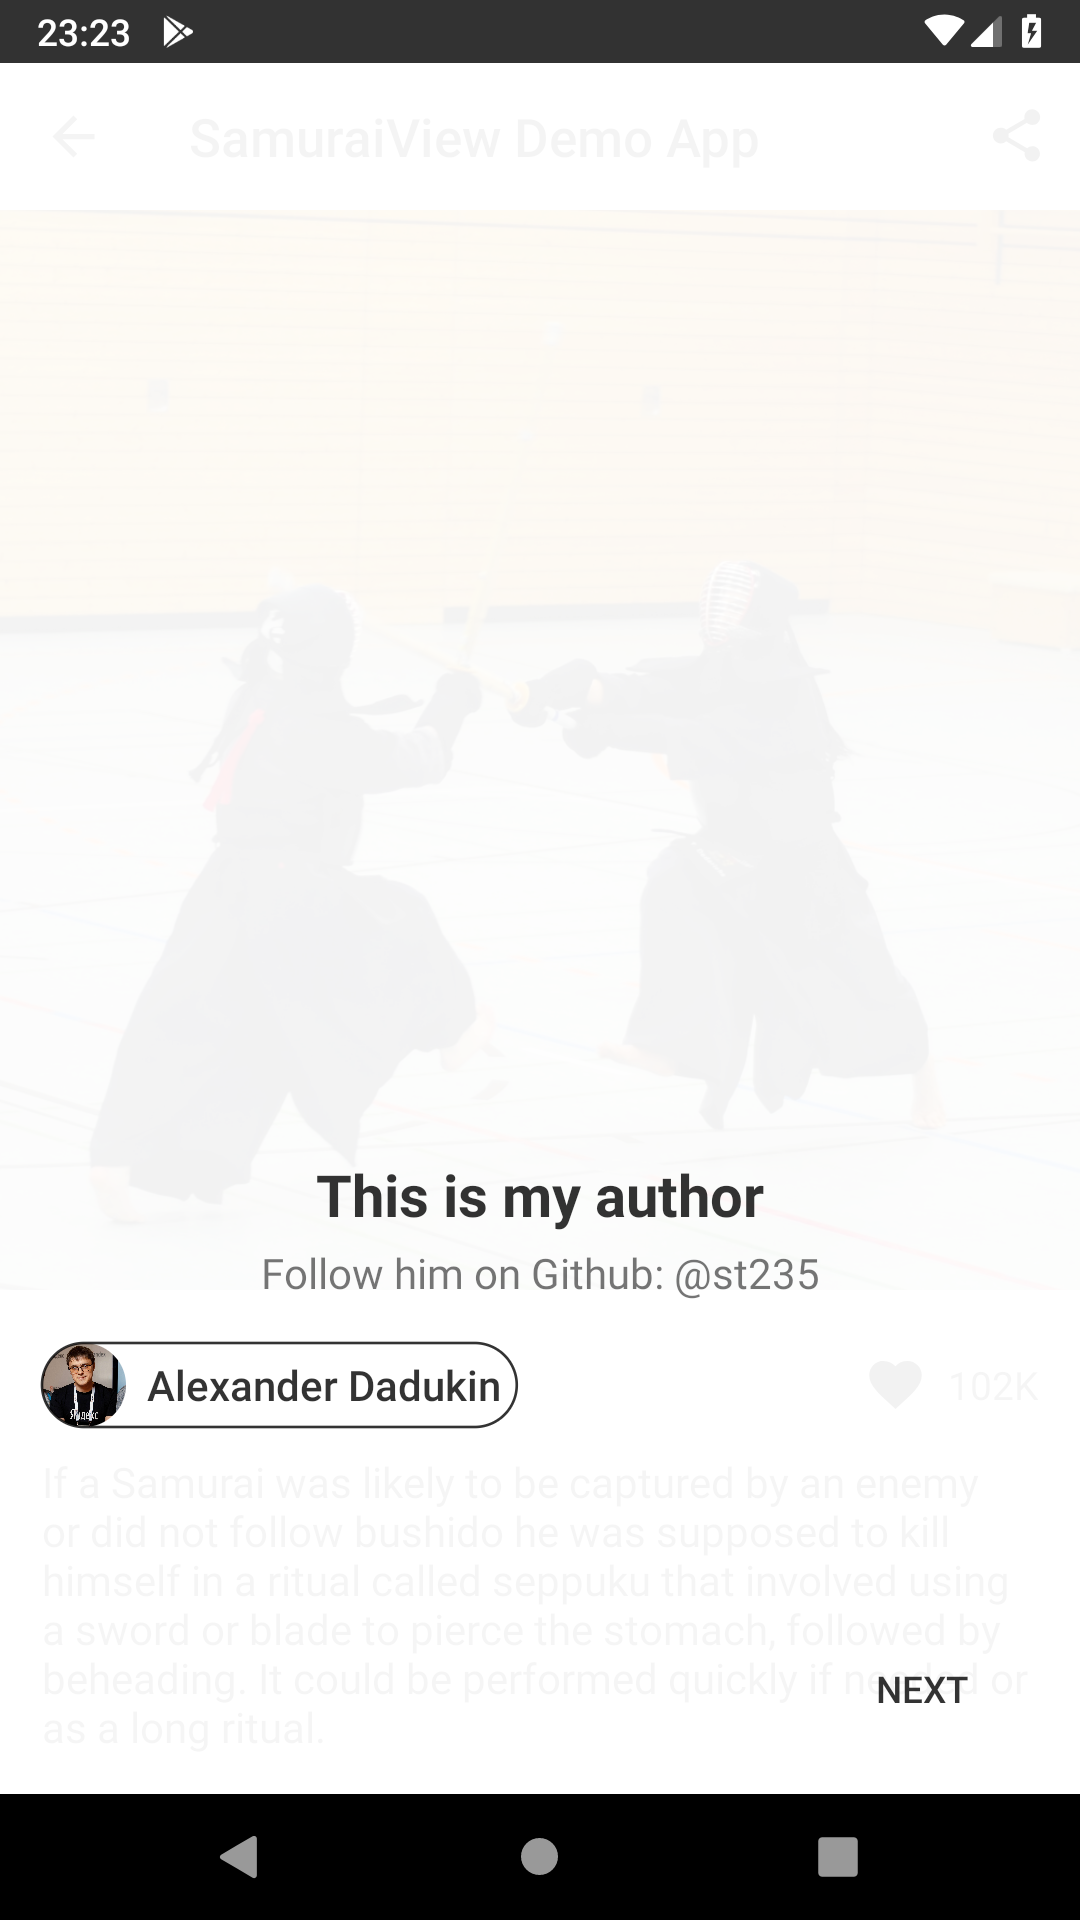 23:23
SamuraiView Demo App
This is my author
Follow him on Github: @st235
Alexander Dadukin
102K
If a Samurai was likely to be captured by an enemy
or did not follow bushido he was supposed to kill
himself in a ritual called seppuku that involved using
a sword or blade to pierce the stomach, followed by
beheading. It could be performed quickly if needed or
as a long ritual.
NEXT